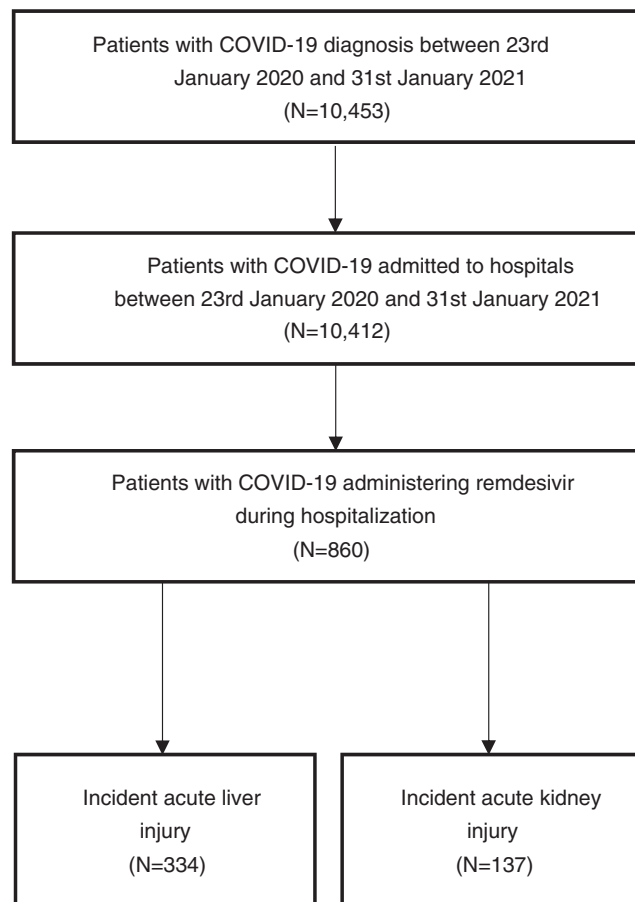 Patients with COVID-19 diagnosis between 23rd
January 2020 and 31st January 2021
(N=10,453)
Patients with COVID-19 admitted to hospitals
between 23rd January 2020 and 31st January 2021
(N=10,412)
Patients with COVID-19 administering remdesivir
during hospitalization
(N=860)
Incident acute liver
injury
(N=334)
Incident acute kidney
injury
(N=137)